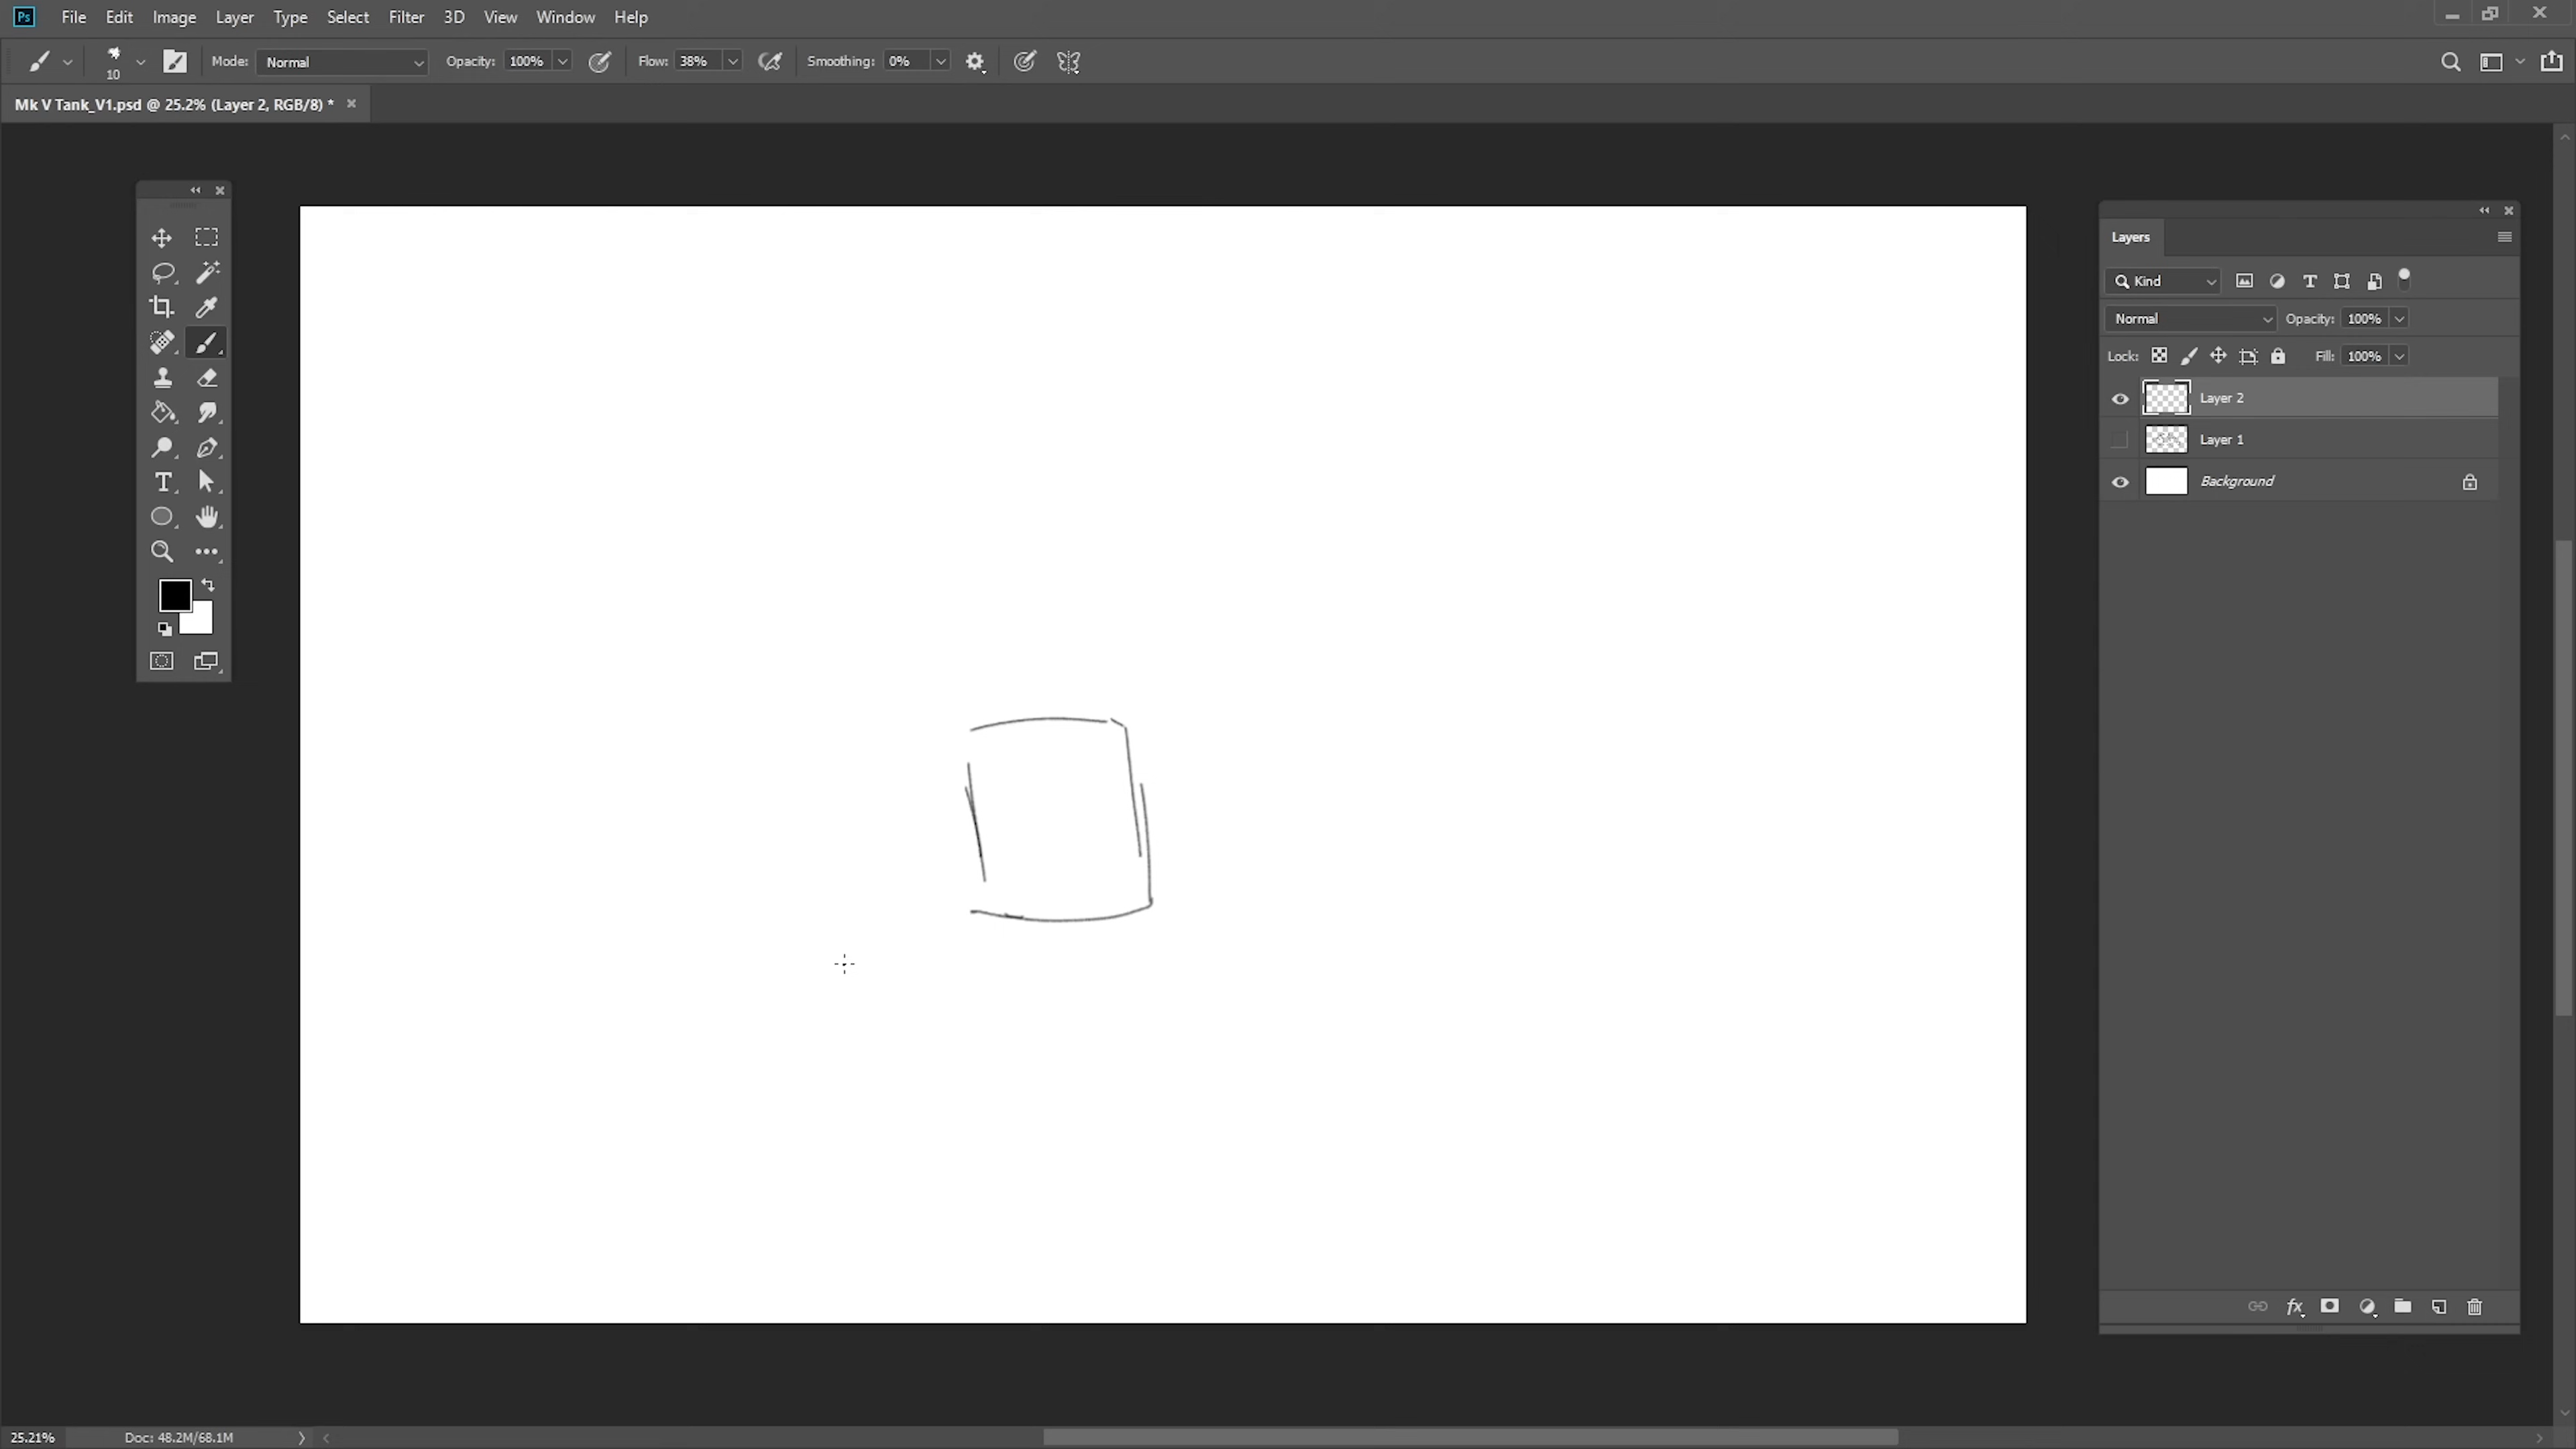 Ps File Edit Image Layer Type Select Filter 3D View Window Help
10 Mode: Normal Opacity: 100% Flow: 38% Smoothing: 0%
Mk V Tank_V1.psd @ 25.2% (Layer 2, RGB/8) *
Layers
Kind
Normal Opacity: 100%
Lock: Fill: 100%
Layer 2
Layer 1
Background
fx
25.21% Doc: 48.2M/68.1M